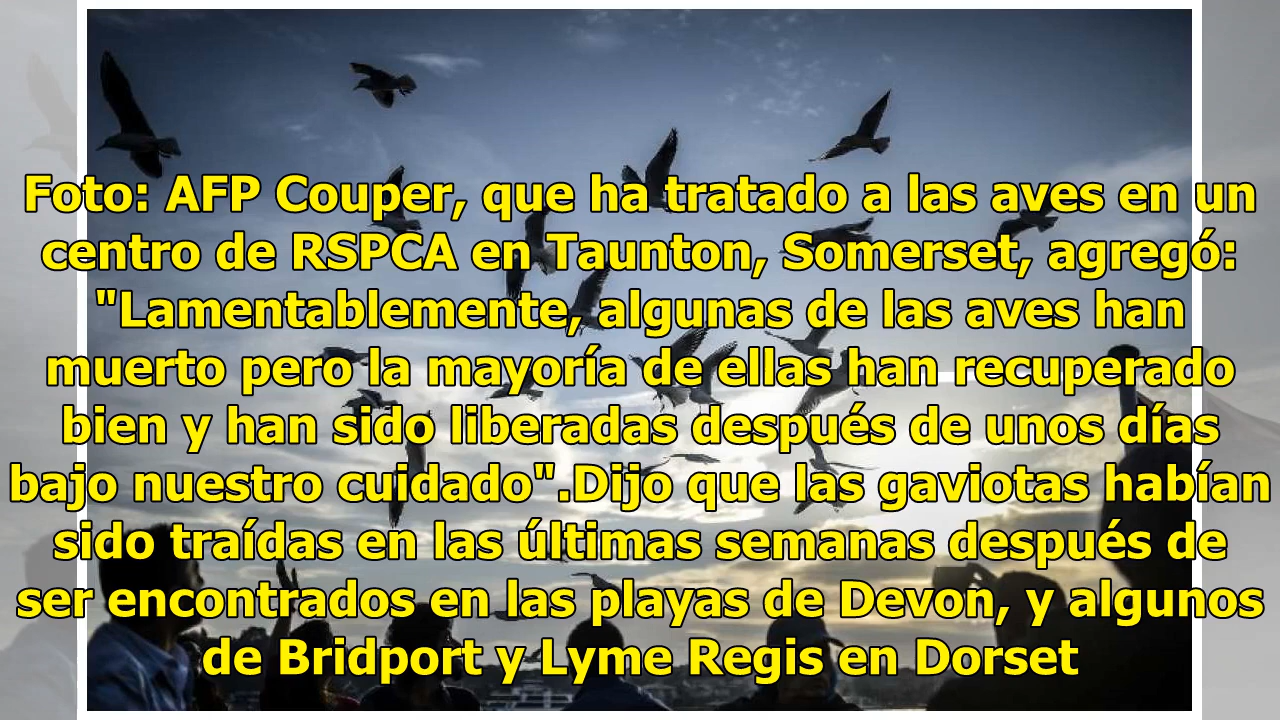 Foto: AFP Couper, que ha tratado a las aves en un
centro de RSPCA en Taunton, Somerset, agregó:
"Lamentablemente, algunas de las aves han
muerto pero la mayoría de ellas han recuperado
bien y han sido liberadas después de unos días
bajo nuestro cuidado".Dijo que las gaviotas habían
sido traídas en las últimas semanas después de
ser encontrados en las playas de Devon, y algunos
de Bridport y Lyme Regis en Dorset